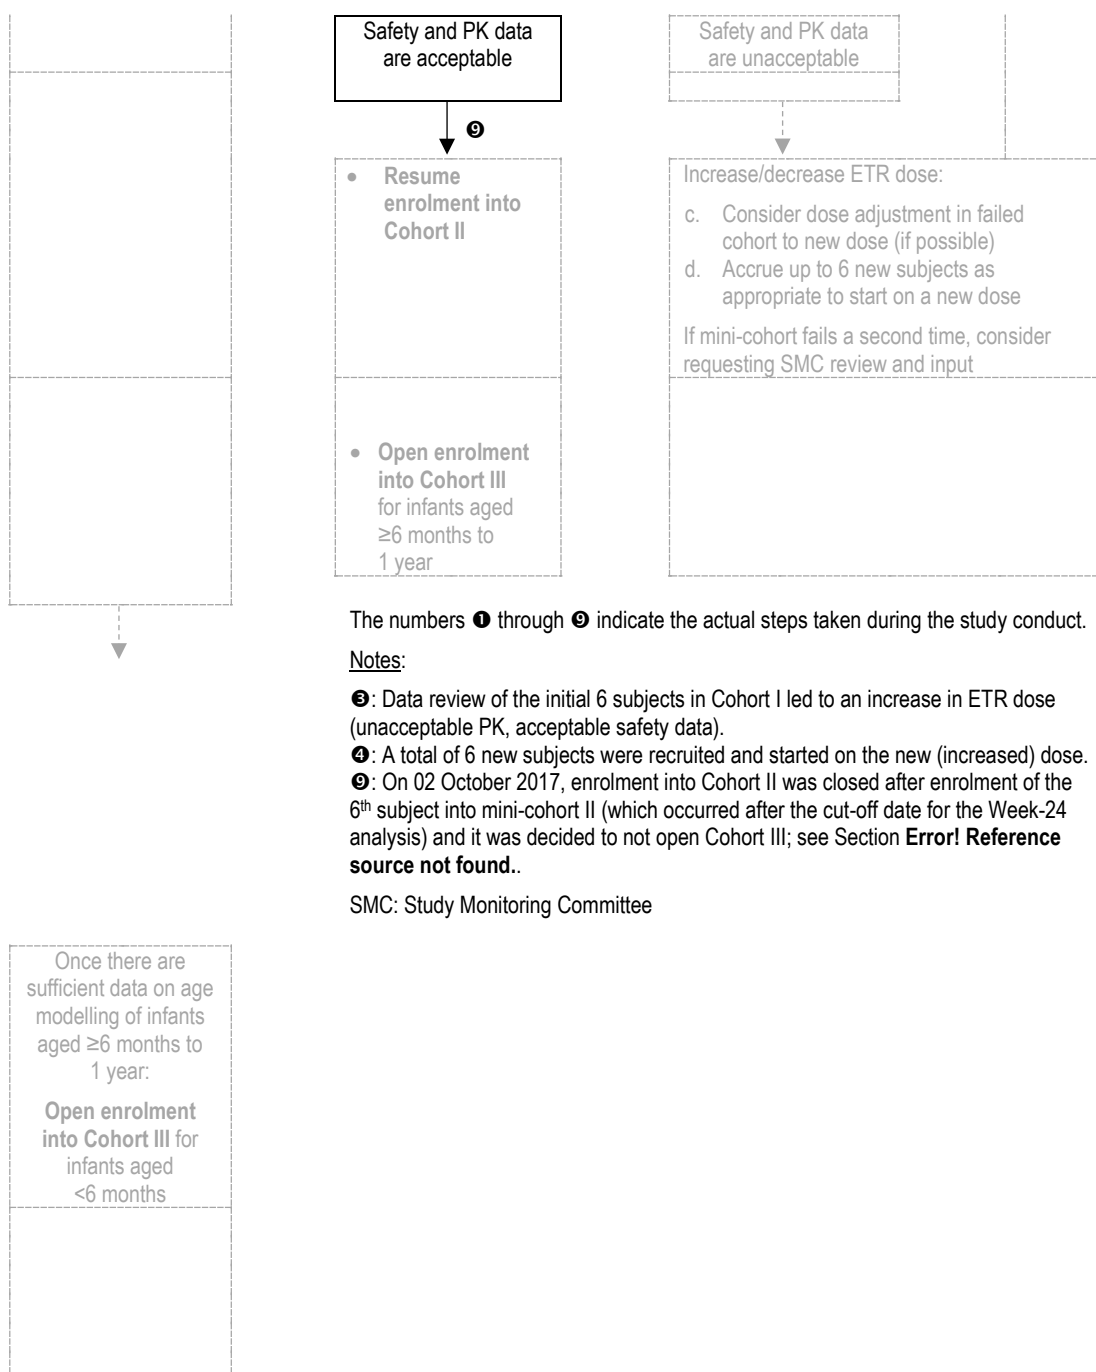 Safety and PK data
are acceptable
Safety and PK data
are unacceptable
❾
• Resume
enrolment into
Cohort II
Increase/decrease ETR dose:
c. Consider dose adjustment in failed
cohort to new dose (if possible)
d. Accrue up to 6 new subjects as
appropriate to start on a new dose
If mini-cohort fails a second time, consider
requesting SMC review and input
• Open enrolment
into Cohort III
for infants aged
≥6 months to
1 year
The numbers ❶ through ❾ indicate the actual steps taken during the study conduct.
Notes:
❸: Data review of the initial 6 subjects in Cohort I led to an increase in ETR dose
(unacceptable PK, acceptable safety data).
❹: A total of 6 new subjects were recruited and started on the new (increased) dose.
❾: On 02 October 2017, enrolment into Cohort II was closed after enrolment of the
6th subject into mini-cohort II (which occurred after the cut-off date for the Week-24
analysis) and it was decided to not open Cohort III; see Section Error! Reference
source not found..
SMC: Study Monitoring Committee
Once there are
sufficient data on age
modelling of infants
aged ≥6 months to
1 year:
Open enrolment
into Cohort III for
infants aged
<6 months